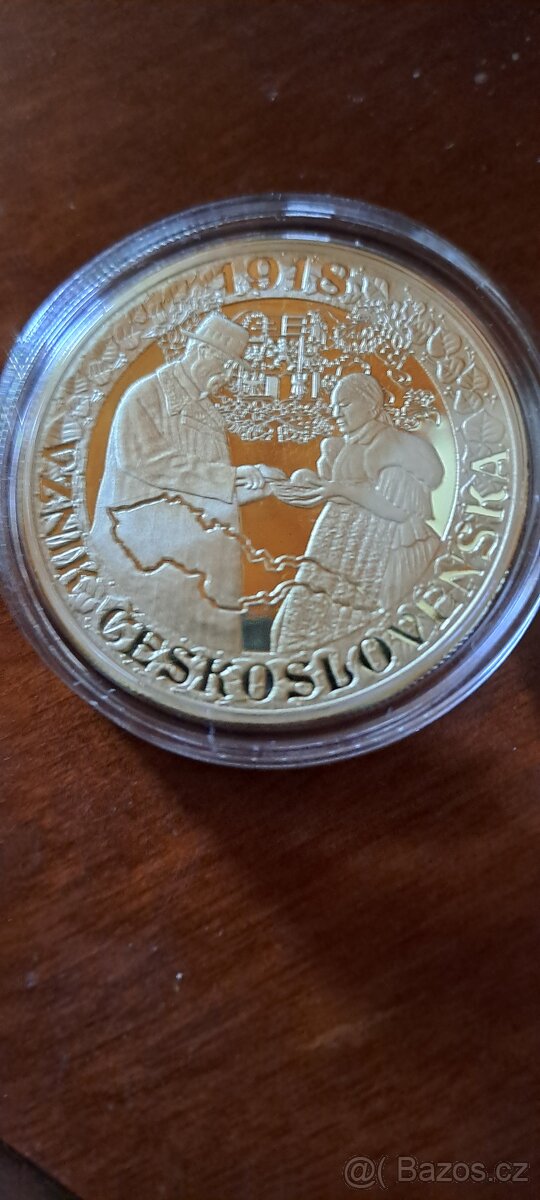 1918
VZNIK ČESKOSLOVENSKA
@( Bazos.cz